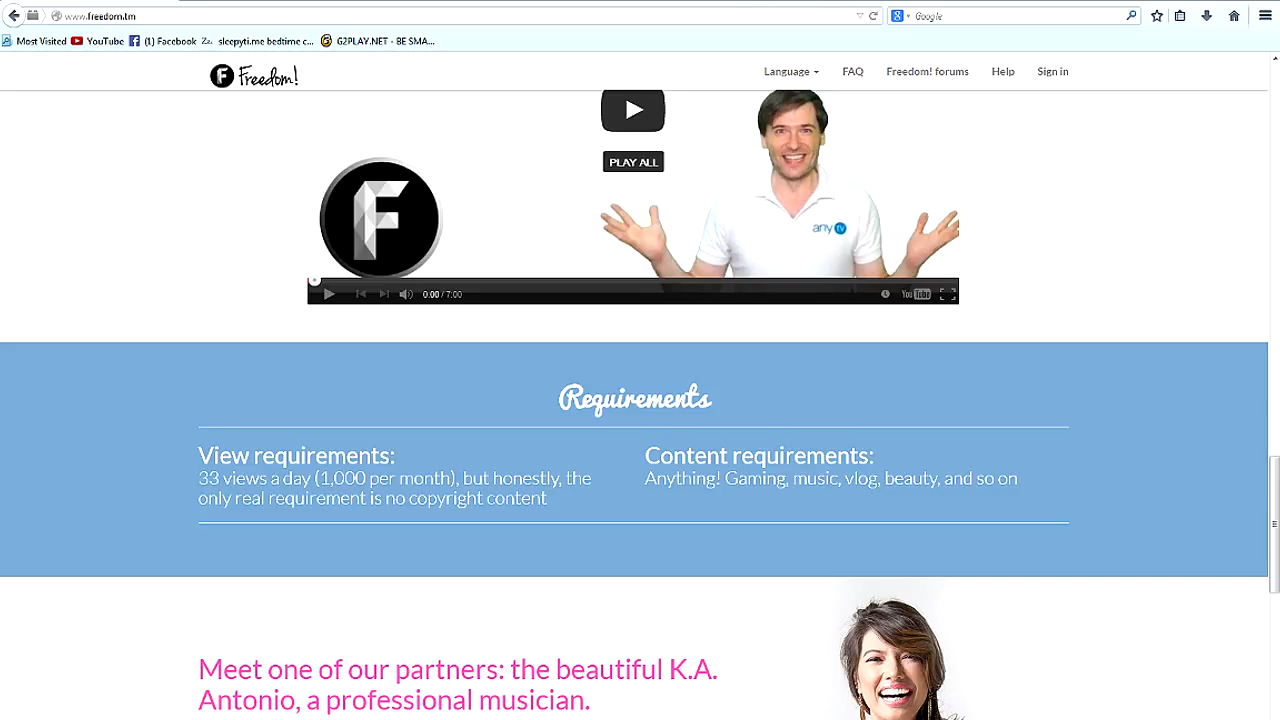 www.freedom.tm
Google
Most Visited
YouTube
(1) Facebook
sleepyti.me bedtime c...
G2PLAY.NET - BE SMA...
Freedom!
Language
FAQ
Freedom! forums
Help
Sign in
PLAY ALL
F
any tv
0:00 / 7:00
YouTube
Requirements
View requirements:
33 views a day (1,000 per month), but honestly, the
only real requirement is no copyright content
Content requirements:
Anything! Gaming, music, vlog, beauty, and so on
Meet one of our partners: the beautiful K.A.
Antonio, a professional musician.